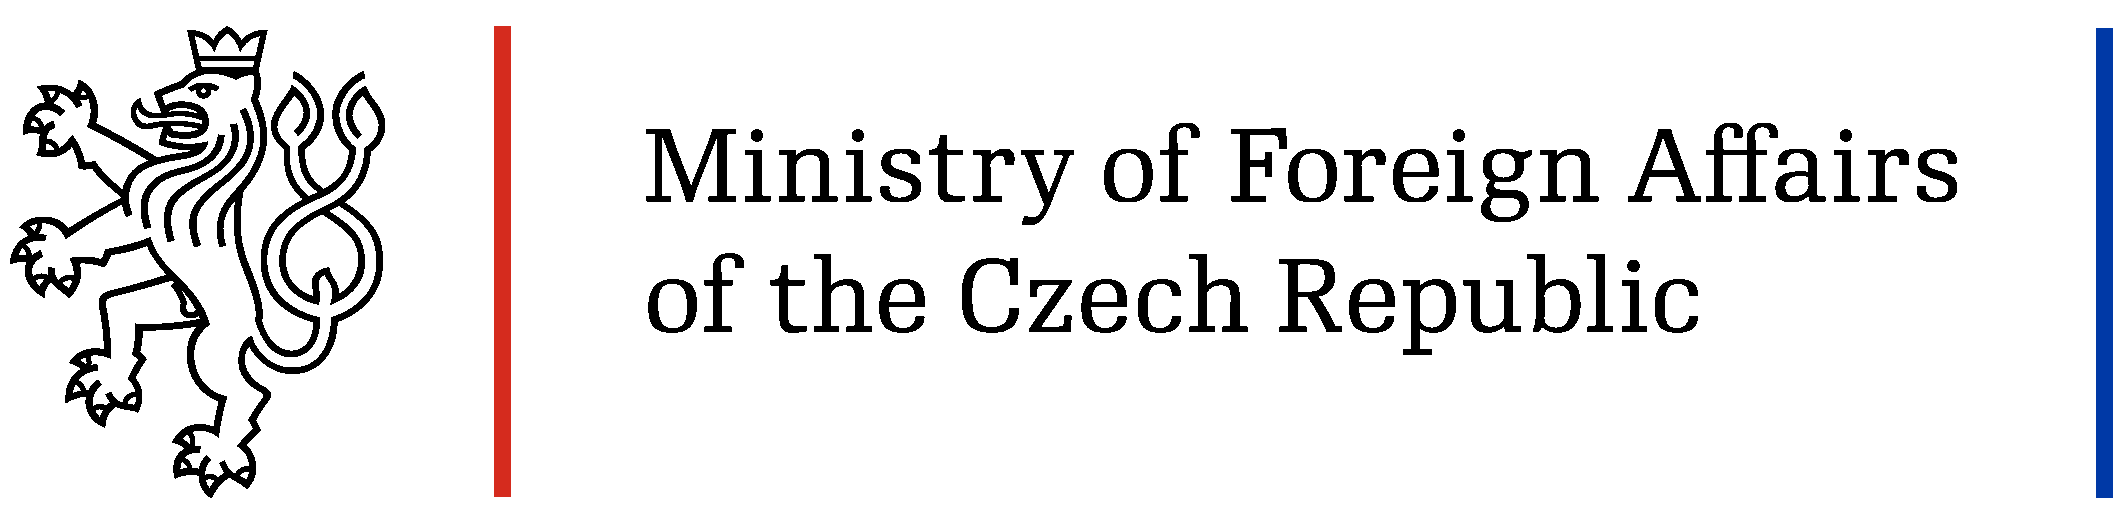 Ministry of Foreign Affairs
of the Czech Republic